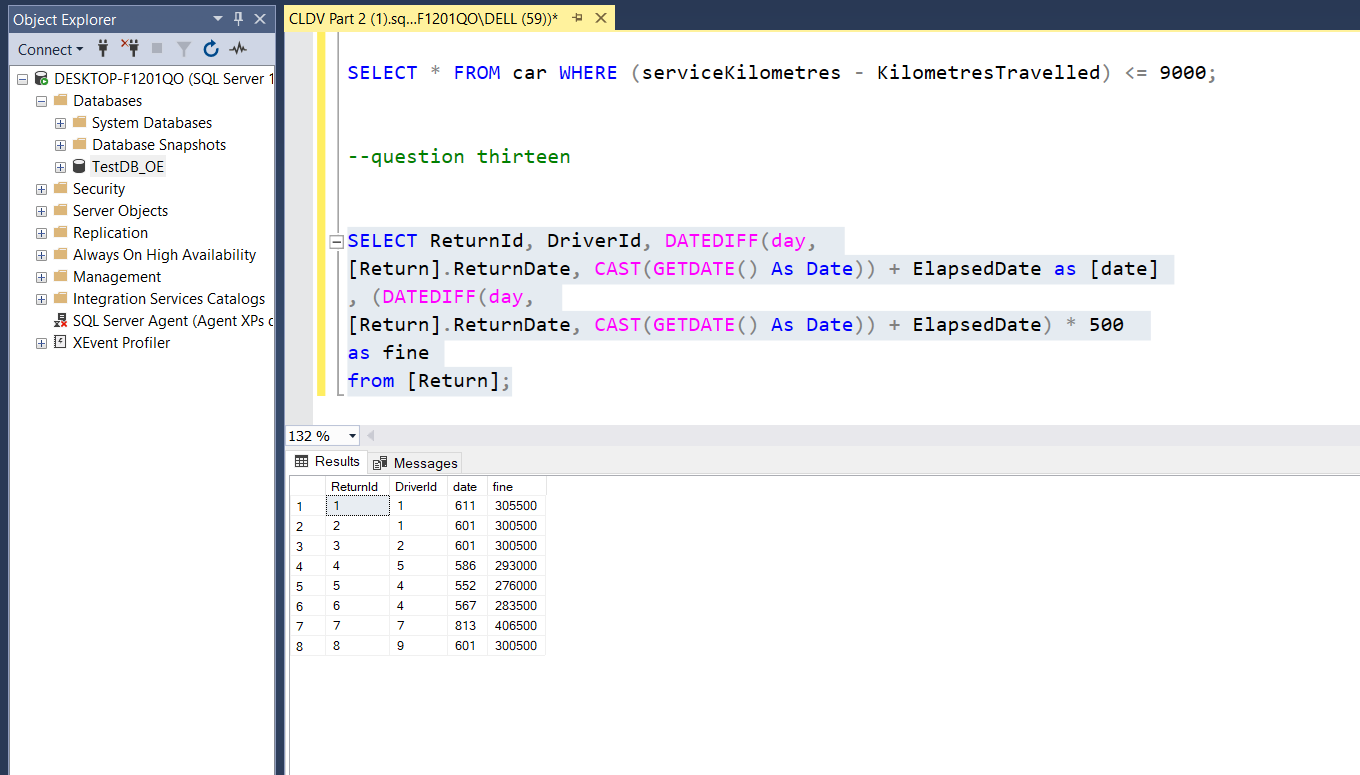 Object Explorer
Connect
DESKTOP-F1201QO (SQL Server 1
Databases
System Databases
Database Snapshots
TestDB_OE
Security
Server Objects
Replication
Always On High Availability
Management
Integration Services Catalogs
SQL Server Agent (Agent XPs c
XEvent Profiler
CLDV Part 2 (1).sq...F1201QO\DELL (59))*
SELECT * FROM car WHERE (serviceKilometres - KilometresTravelled) <= 9000;
--question thirteen
SELECT ReturnId, DriverId, DATEDIFF(day,
[Return].ReturnDate, CAST(GETDATE() As Date)) + ElapsedDate as [date]
, (DATEDIFF(day,
[Return].ReturnDate, CAST(GETDATE() As Date)) + ElapsedDate) * 500
as fine
from [Return];
132 %
Results Messages
ReturnId DriverId date fine
1 1 1 611 305500
2 2 1 601 300500
3 3 2 601 300500
4 4 5 586 293000
5 5 4 552 276000
6 6 4 567 283500
7 7 7 813 406500
8 8 9 601 300500